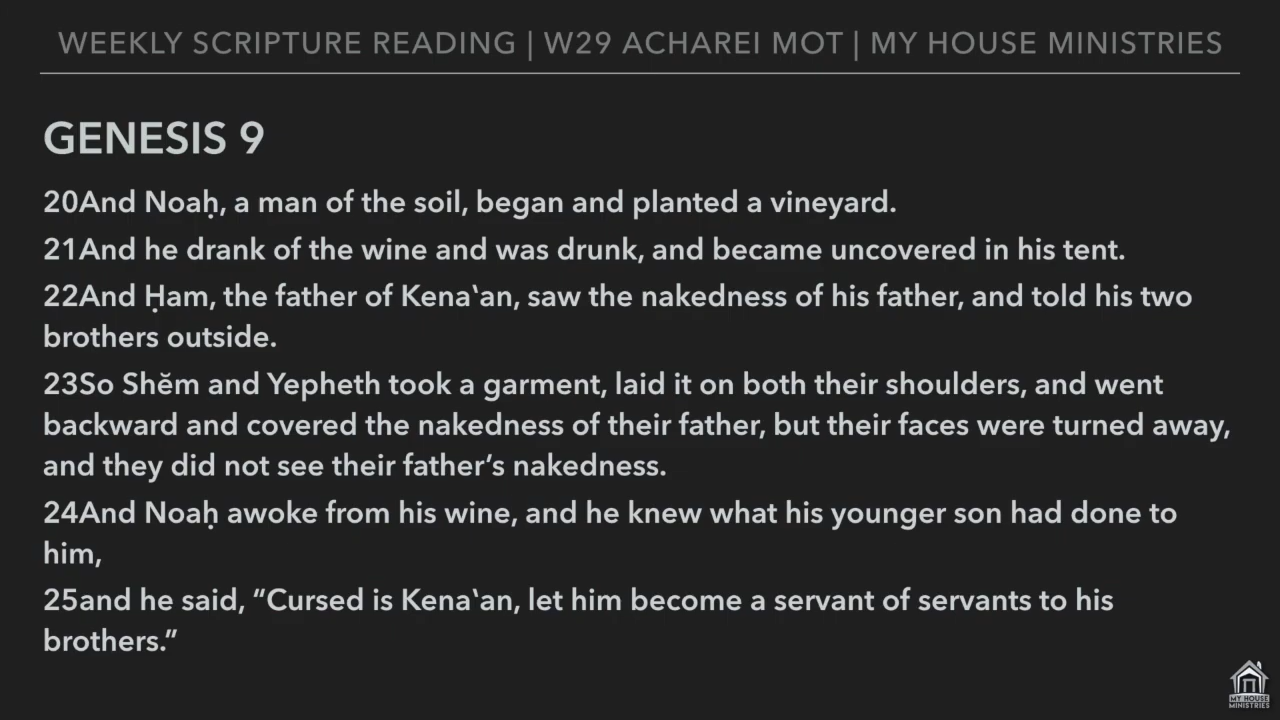 WEEKLY SCRIPTURE READING | W29 ACHAREI MOT | MY HOUSE MINISTRIES
GENESIS 9
20And Noaḥ, a man of the soil, began and planted a vineyard.
21And he drank of the wine and was drunk, and became uncovered in his tent.
22And Ḥam, the father of Kenaʽan, saw the nakedness of his father, and told his two
brothers outside.
23So Shĕm and Yepheth took a garment, laid it on both their shoulders, and went
backward and covered the nakedness of their father, but their faces were turned away,
and they did not see their father’s nakedness.
24And Noaḥ awoke from his wine, and he knew what his younger son had done to
him,
25and he said, “Cursed is Kenaʽan, let him become a servant of servants to his
brothers.”
MY HOUSE
MINISTRIES